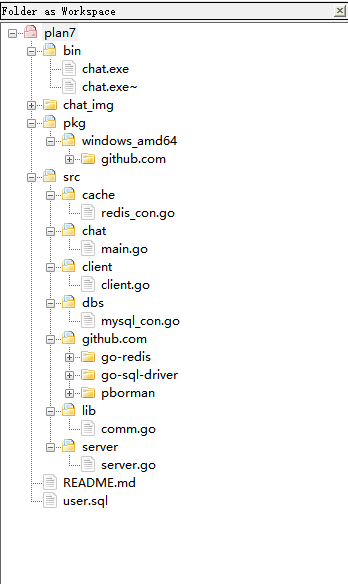 Folder as Workspace
plan7
bin
chat.exe
chat.exe~
chat_img
pkg
windows_amd64
github.com
src
cache
redis_con.go
chat
main.go
client
client.go
dbs
mysql_con.go
github.com
go-redis
go-sql-driver
pborman
lib
comm.go
server
server.go
README.md
user.sql